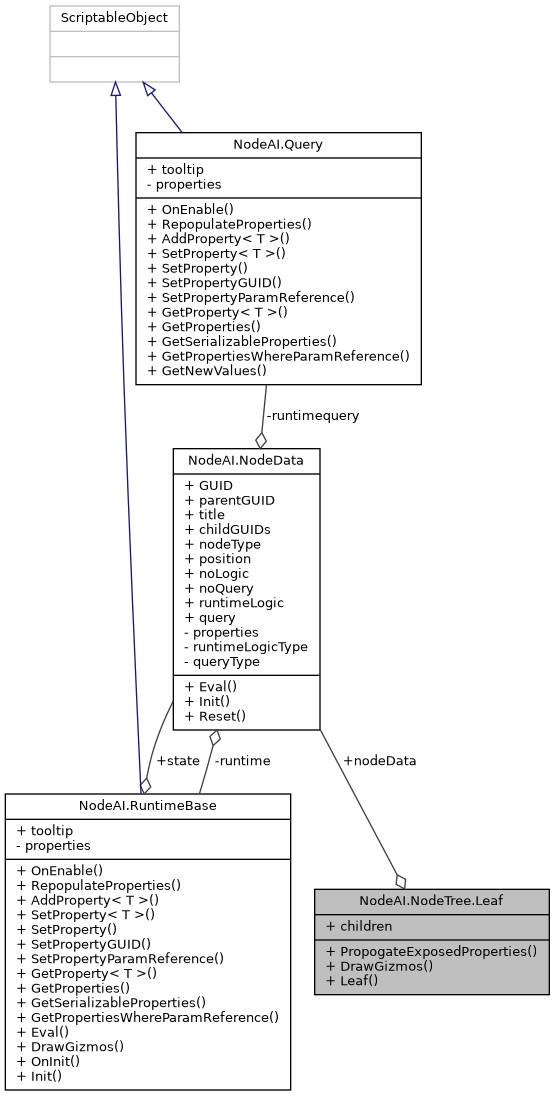 ScriptableObject
NodeAI.Query
+ tooltip
- properties
+ OnEnable()
+ RepopulateProperties()
+ AddProperty< T >()
+ SetProperty< T >()
+ SetProperty()
+ SetPropertyGUID()
+ SetPropertyParamReference()
+ GetProperty< T >()
+ GetProperties()
+ GetSerializableProperties()
+ GetPropertiesWhereParamReference()
+ GetNewValues()
-runtimequery
NodeAI.NodeData
+ GUID
+ parentGUID
+ title
+ childGUIDs
+ nodeType
+ position
+ noLogic
+ noQuery
+ runtimeLogic
+ query
- properties
- runtimeLogicType
- queryType
+ Eval()
+ Init()
+ Reset()
+state
-runtime
+nodeData
NodeAI.RuntimeBase
+ tooltip
- properties
+ OnEnable()
+ RepopulateProperties()
+ AddProperty< T >()
+ SetProperty< T >()
+ SetProperty()
+ SetPropertyGUID()
+ SetPropertyParamReference()
+ GetProperty< T >()
+ GetProperties()
+ GetSerializableProperties()
+ GetPropertiesWhereParamReference()
+ Eval()
+ DrawGizmos()
+ OnInit()
+ Init()
NodeAI.NodeTree.Leaf
+ children
+ PropogateExposedProperties()
+ DrawGizmos()
+ Leaf()